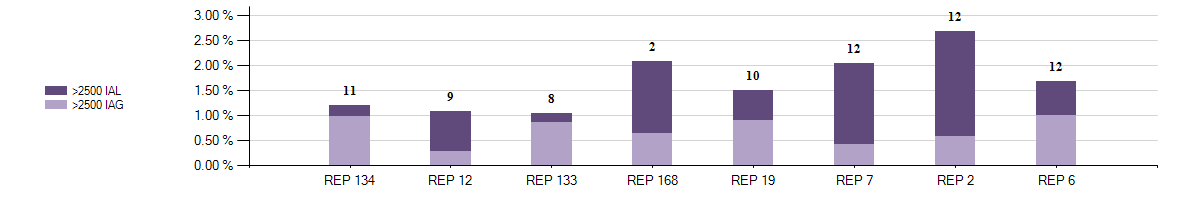 3.00 %
2.50 %
2.00 %
1.50 %
1.00 %
0.50 %
0.00 %
>2500 IAL
>2500 IAG
11
9
8
2
10
12
12
12
REP 134
REP 12
REP 133
REP 168
REP 19
REP 7
REP 2
REP 6